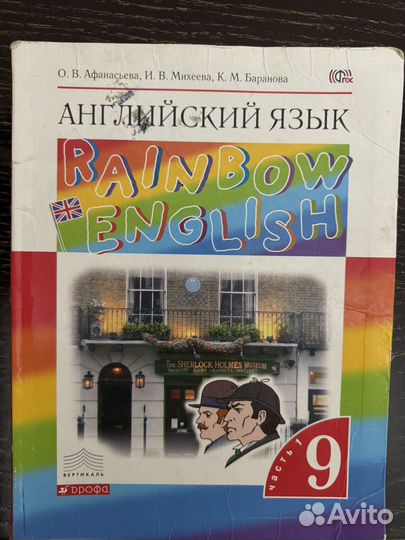 О. В. Афанасьева, И. В. Михеева, К. М. Баранова
ФГОС
АНГЛИЙСКИЙ ЯЗЫК
RAINBOW
ENGLISH
THE SHERLOCK HOLMES MUSEUM
часть 1
9
ВЕРТИКАЛЬ
ДРОФА
Avito